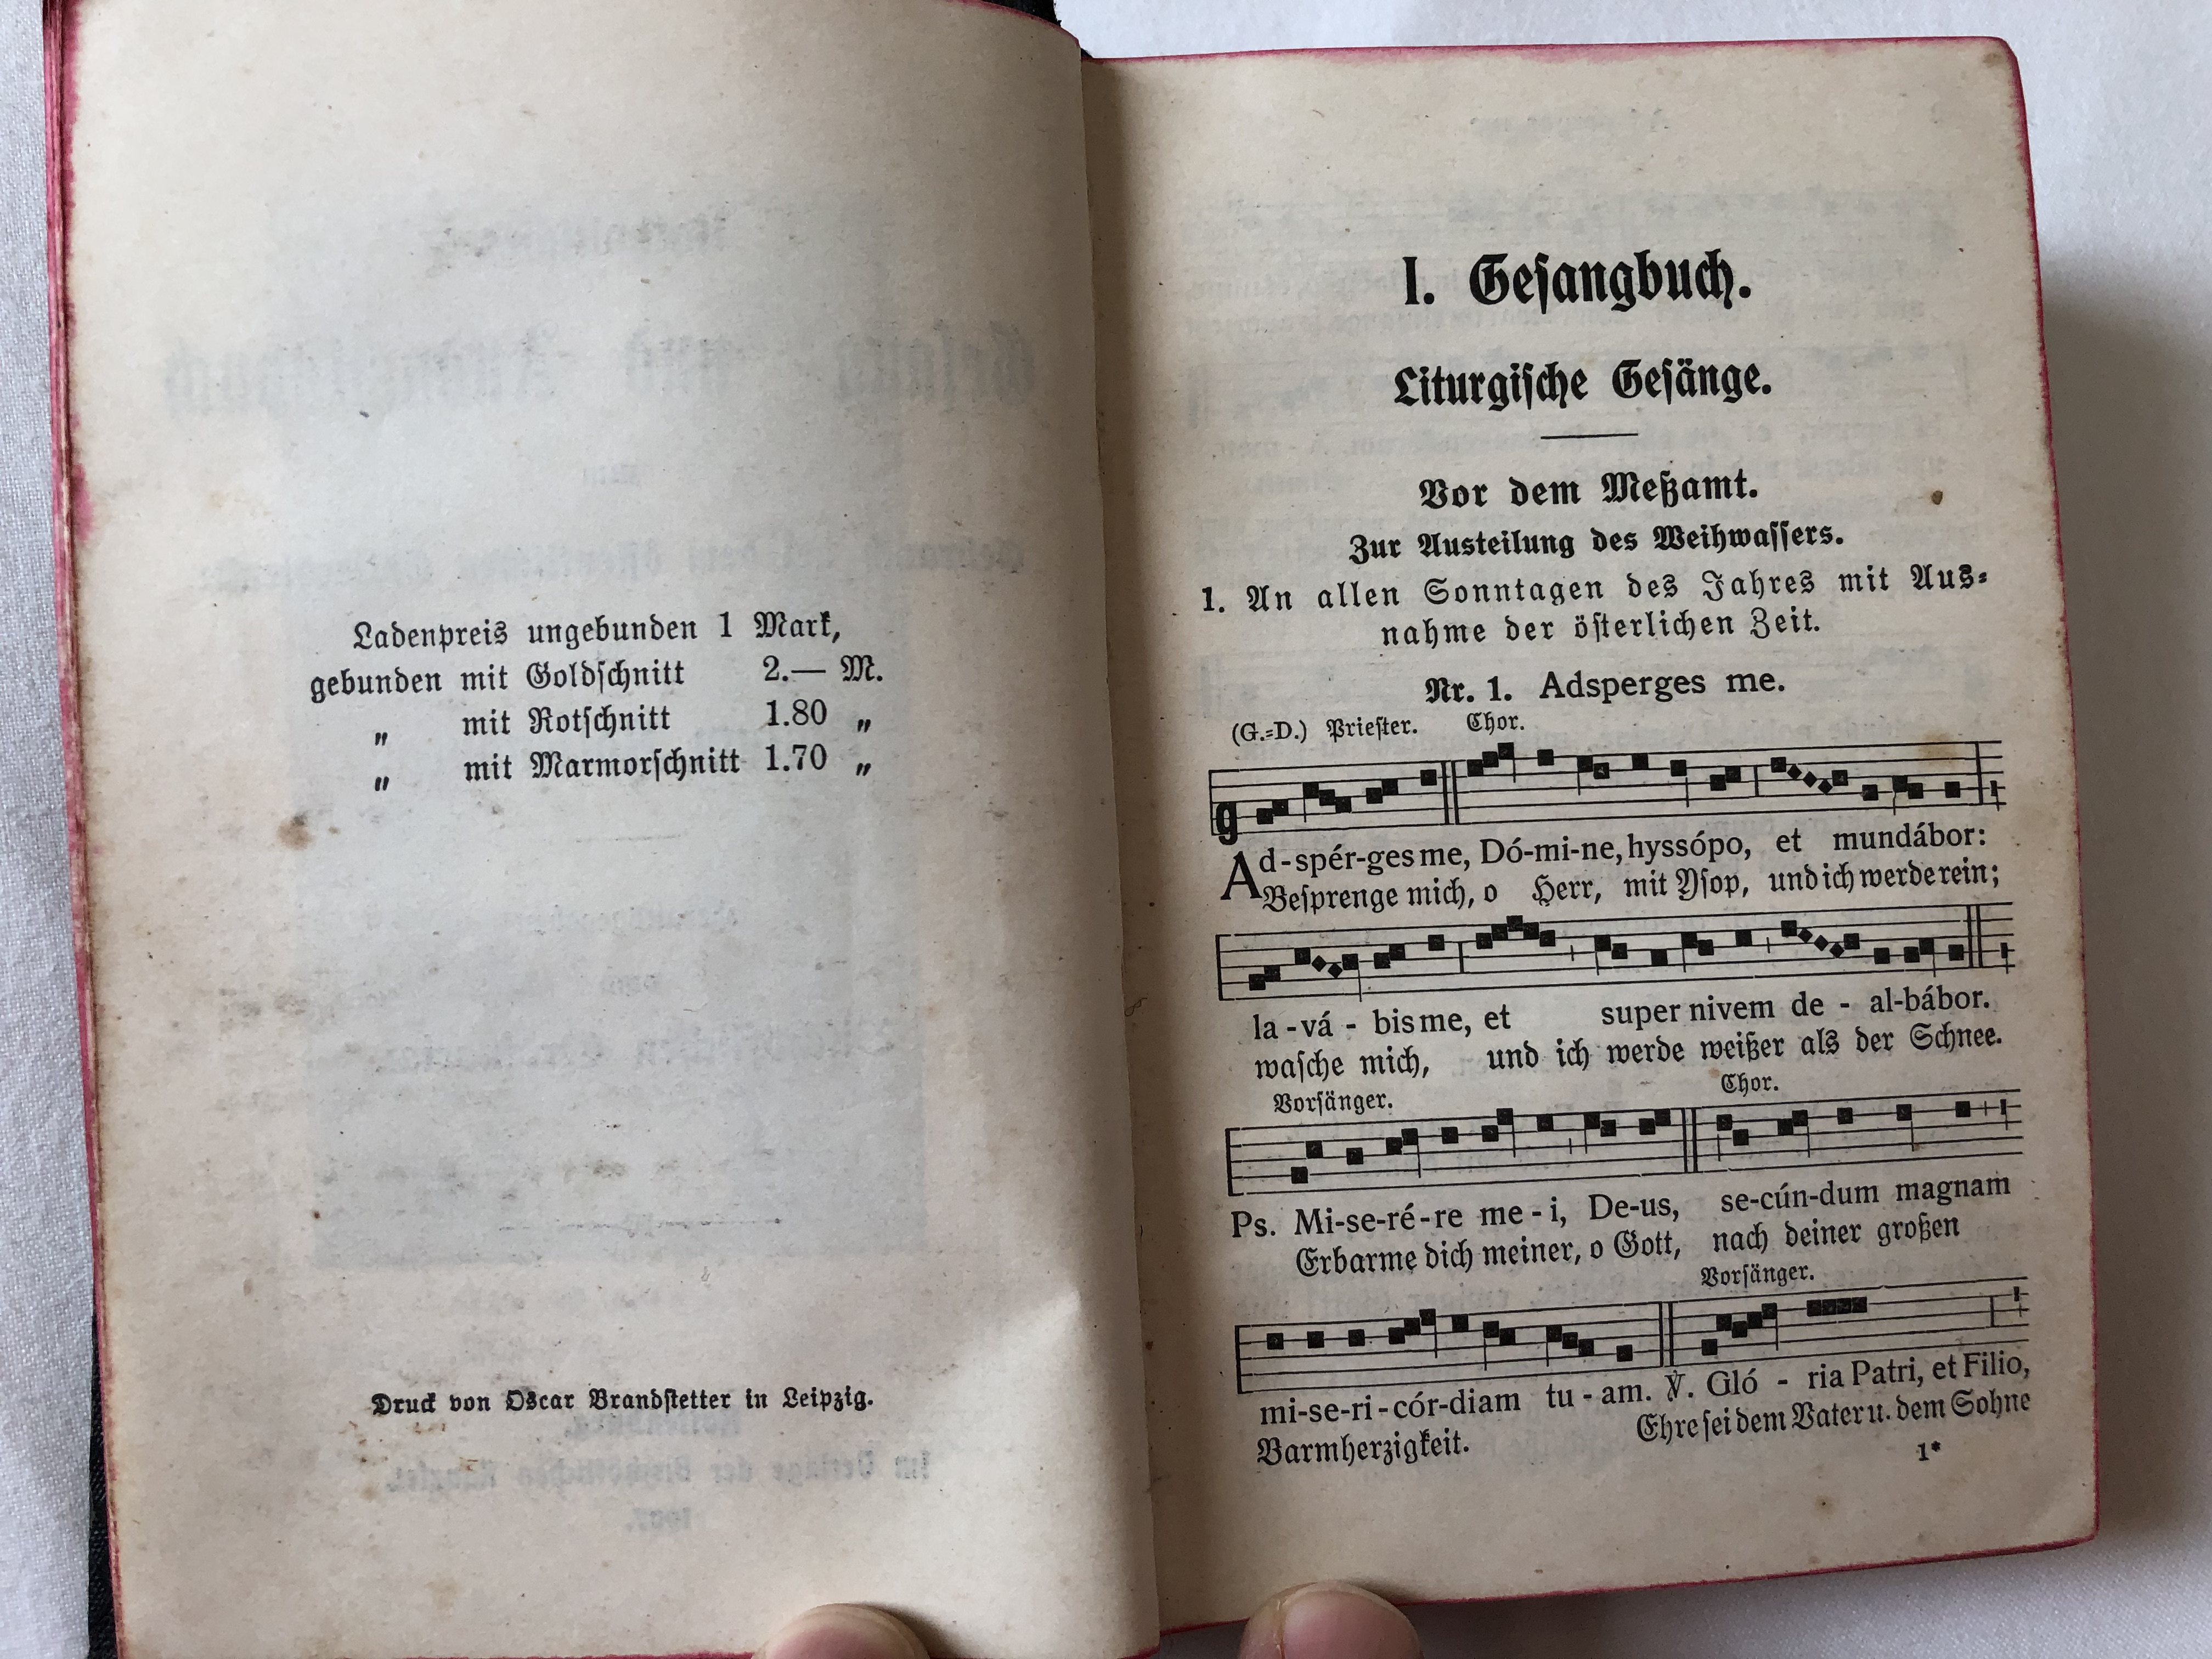 Ladenpreis ungebunden 1 Mark,
gebunden mit Goldschnitt 2.— M.
„ mit Rotschnitt 1.80 „
„ mit Marmorschnitt 1.70 „
Druck von Oscar Brandstetter in Leipzig.
I. Gesangbuch.
Liturgische Gesänge.
Vor dem Meßamt.
Zur Austeilung des Weihwassers.
1. An allen Sonntagen des Jahres mit Aus-
nahme der österlichen Zeit.
Nr. 1. Adsperges me.
(G.-D.) Priester. Chor.
Ad-spér-ges me, Dó-mi-ne, hyssópo, et mundábor:
Besprenge mich, o Herr, mit Ysop, und ich werde rein;
la-vá-bis me, et super nivem de-al-bábor.
wasche mich, und ich werde weißer als der Schnee.
Vorsänger. Chor.
Ps. Mi-se-ré-re me-i, De-us, se-cún-dum magnam
Erbarme dich meiner, o Gott, nach deiner großen
Vorsänger.
mi-se-ri-cór-diam tu-am. ℣. Gló-ria Patri, et Filio,
Barmherzigkeit. Ehre sei dem Vater u. dem Sohne
1*